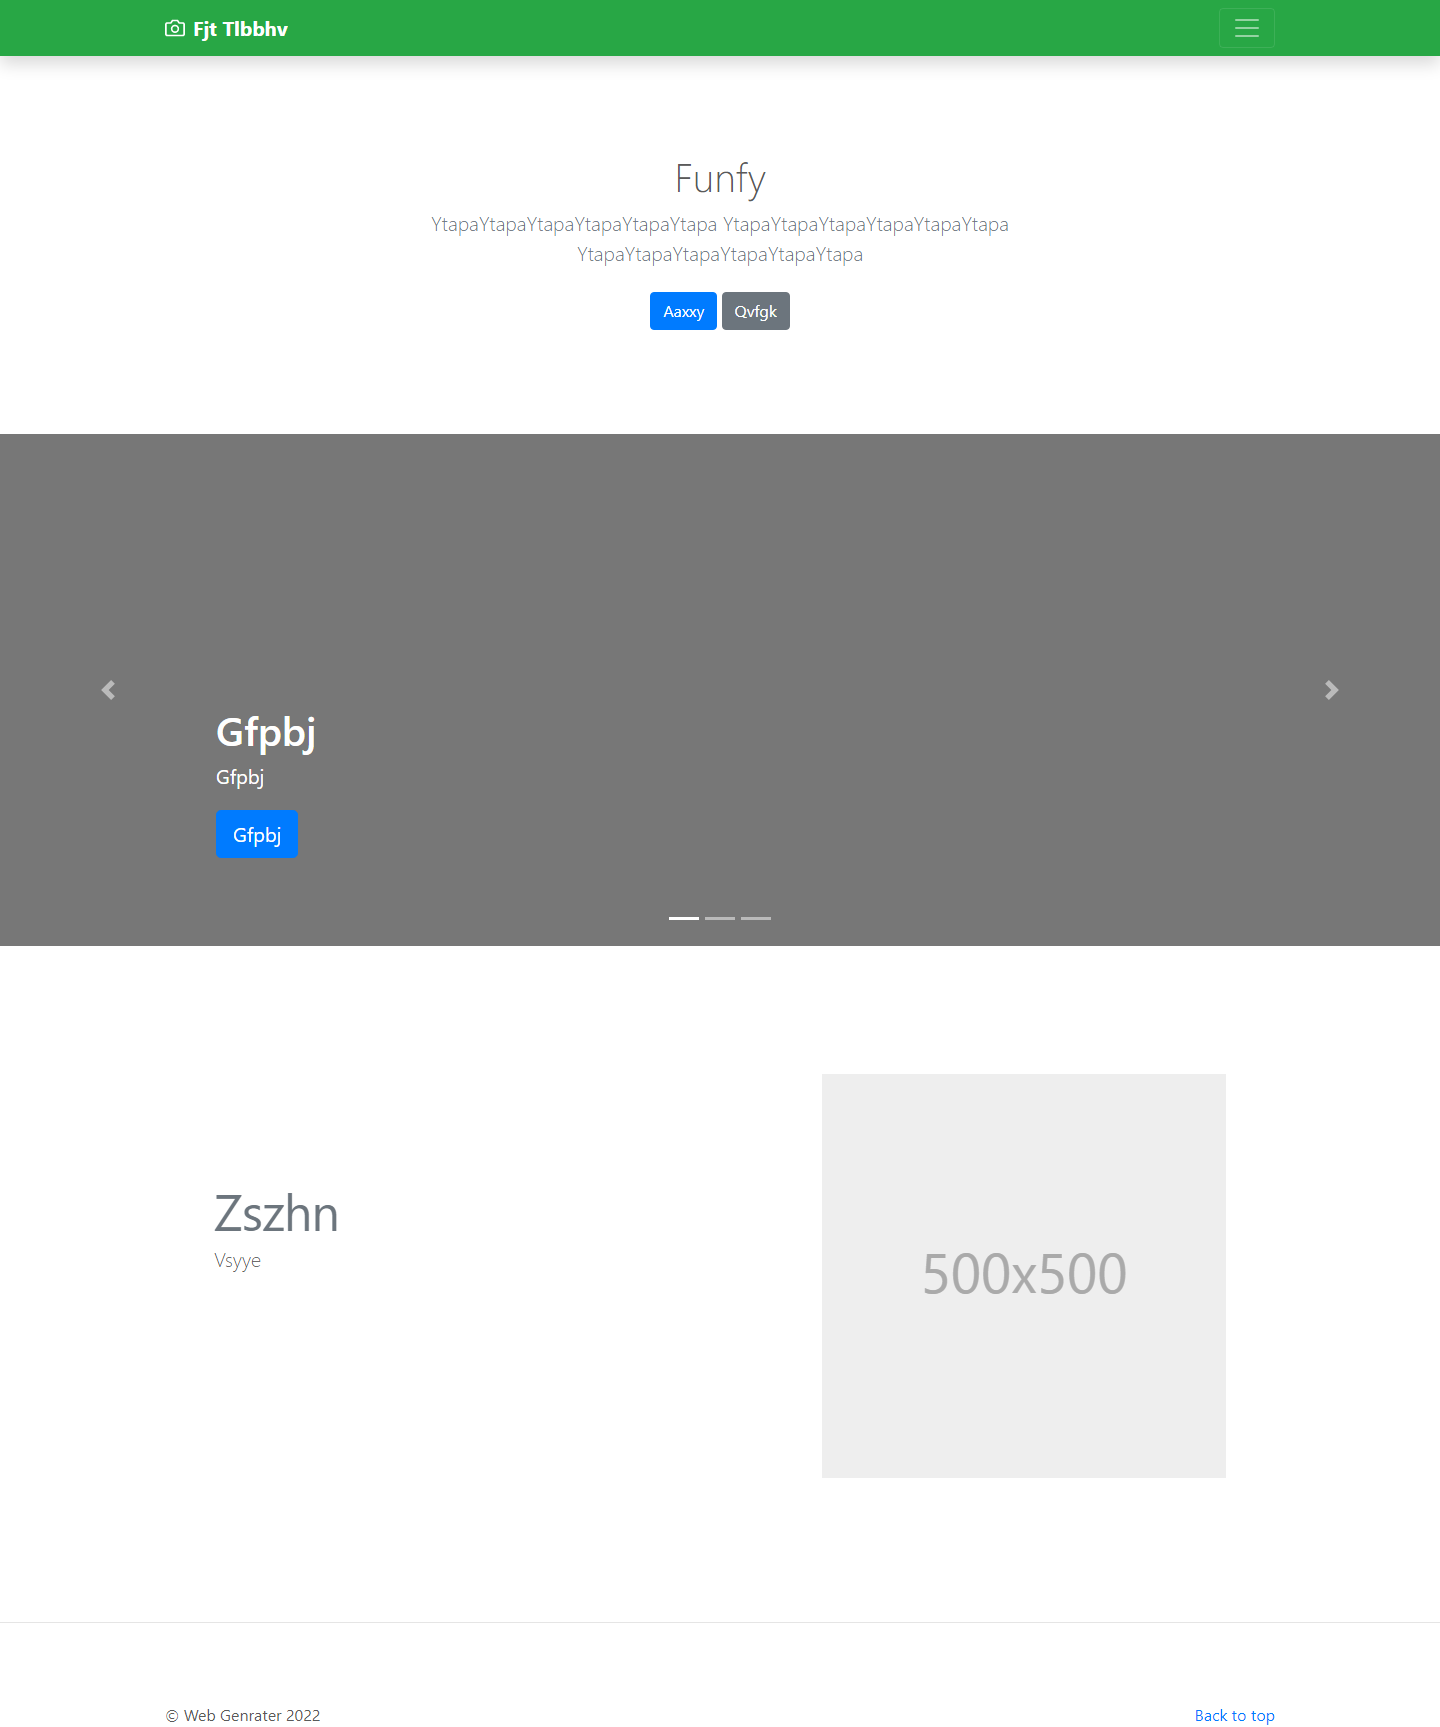 Fjt Tlbbhv
Funfy
YtapaYtapaYtapaYtapaYtapaYtapa YtapaYtapaYtapaYtapaYtapaYtapa
YtapaYtapaYtapaYtapaYtapaYtapa
Aaxxy Qvfgk
Gfpbj
Gfpbj
Gfpbj
Zszhn
Vsyye
500x500
© Web Genrater 2022
Back to top